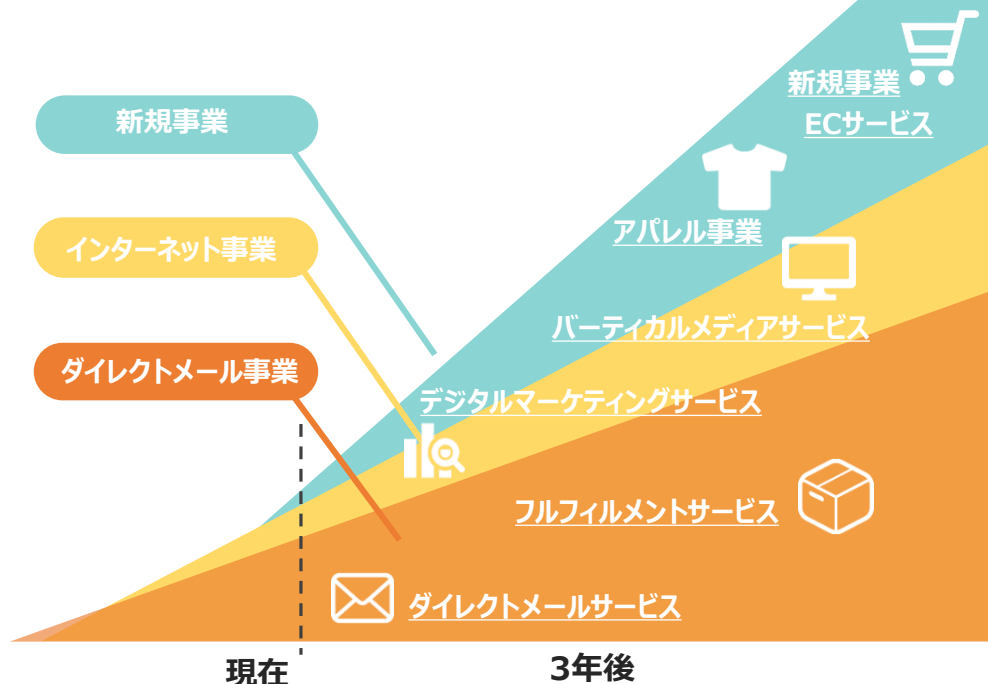 新規事業
ECサービス
新規事業
アパレル事業
インターネット事業
バーティカルメディアサービス
ダイレクトメール事業
デジタルマーケティングサービス
フルフィルメントサービス
ダイレクトメールサービス
現在
3年後